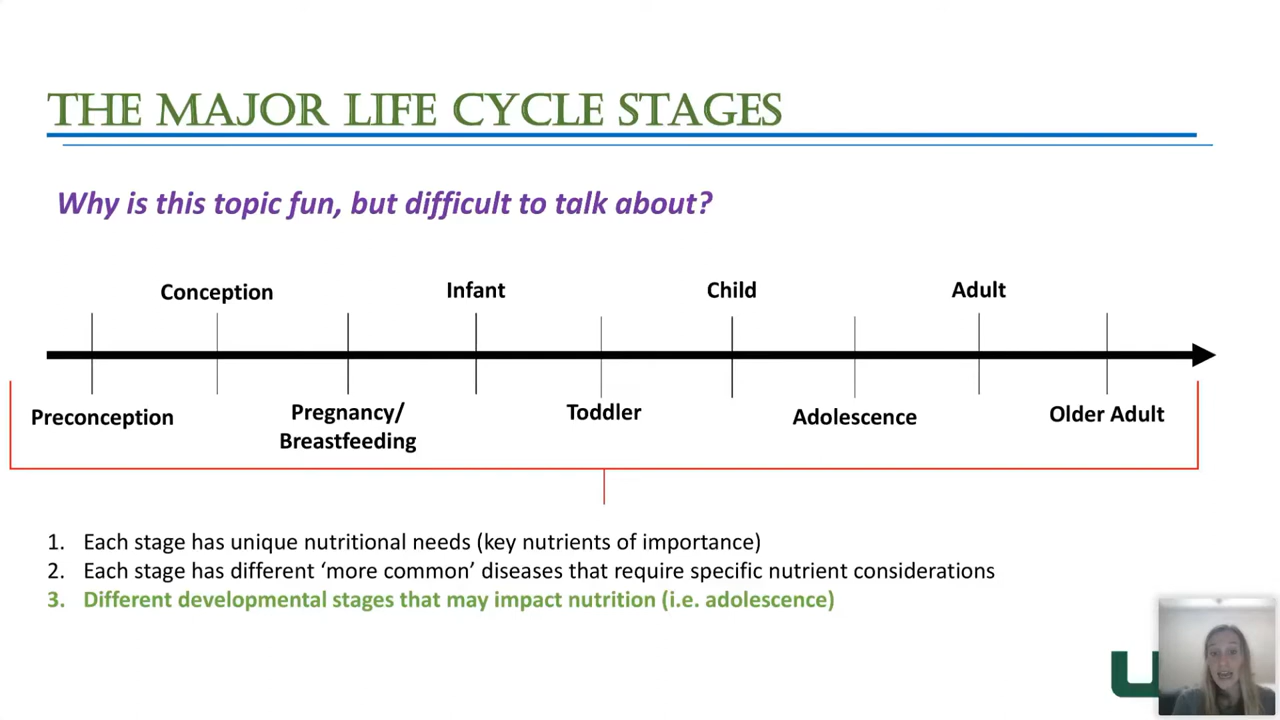 THE MAJOR LIFE CYCLE STAGES
Why is this topic fun, but difficult to talk about?
Conception
Infant
Child
Adult
Preconception
Pregnancy/
Breastfeeding
Toddler
Adolescence
Older Adult
1. Each stage has unique nutritional needs (key nutrients of importance)
2. Each stage has different ‘more common’ diseases that require specific nutrient considerations
3. Different developmental stages that may impact nutrition (i.e. adolescence)